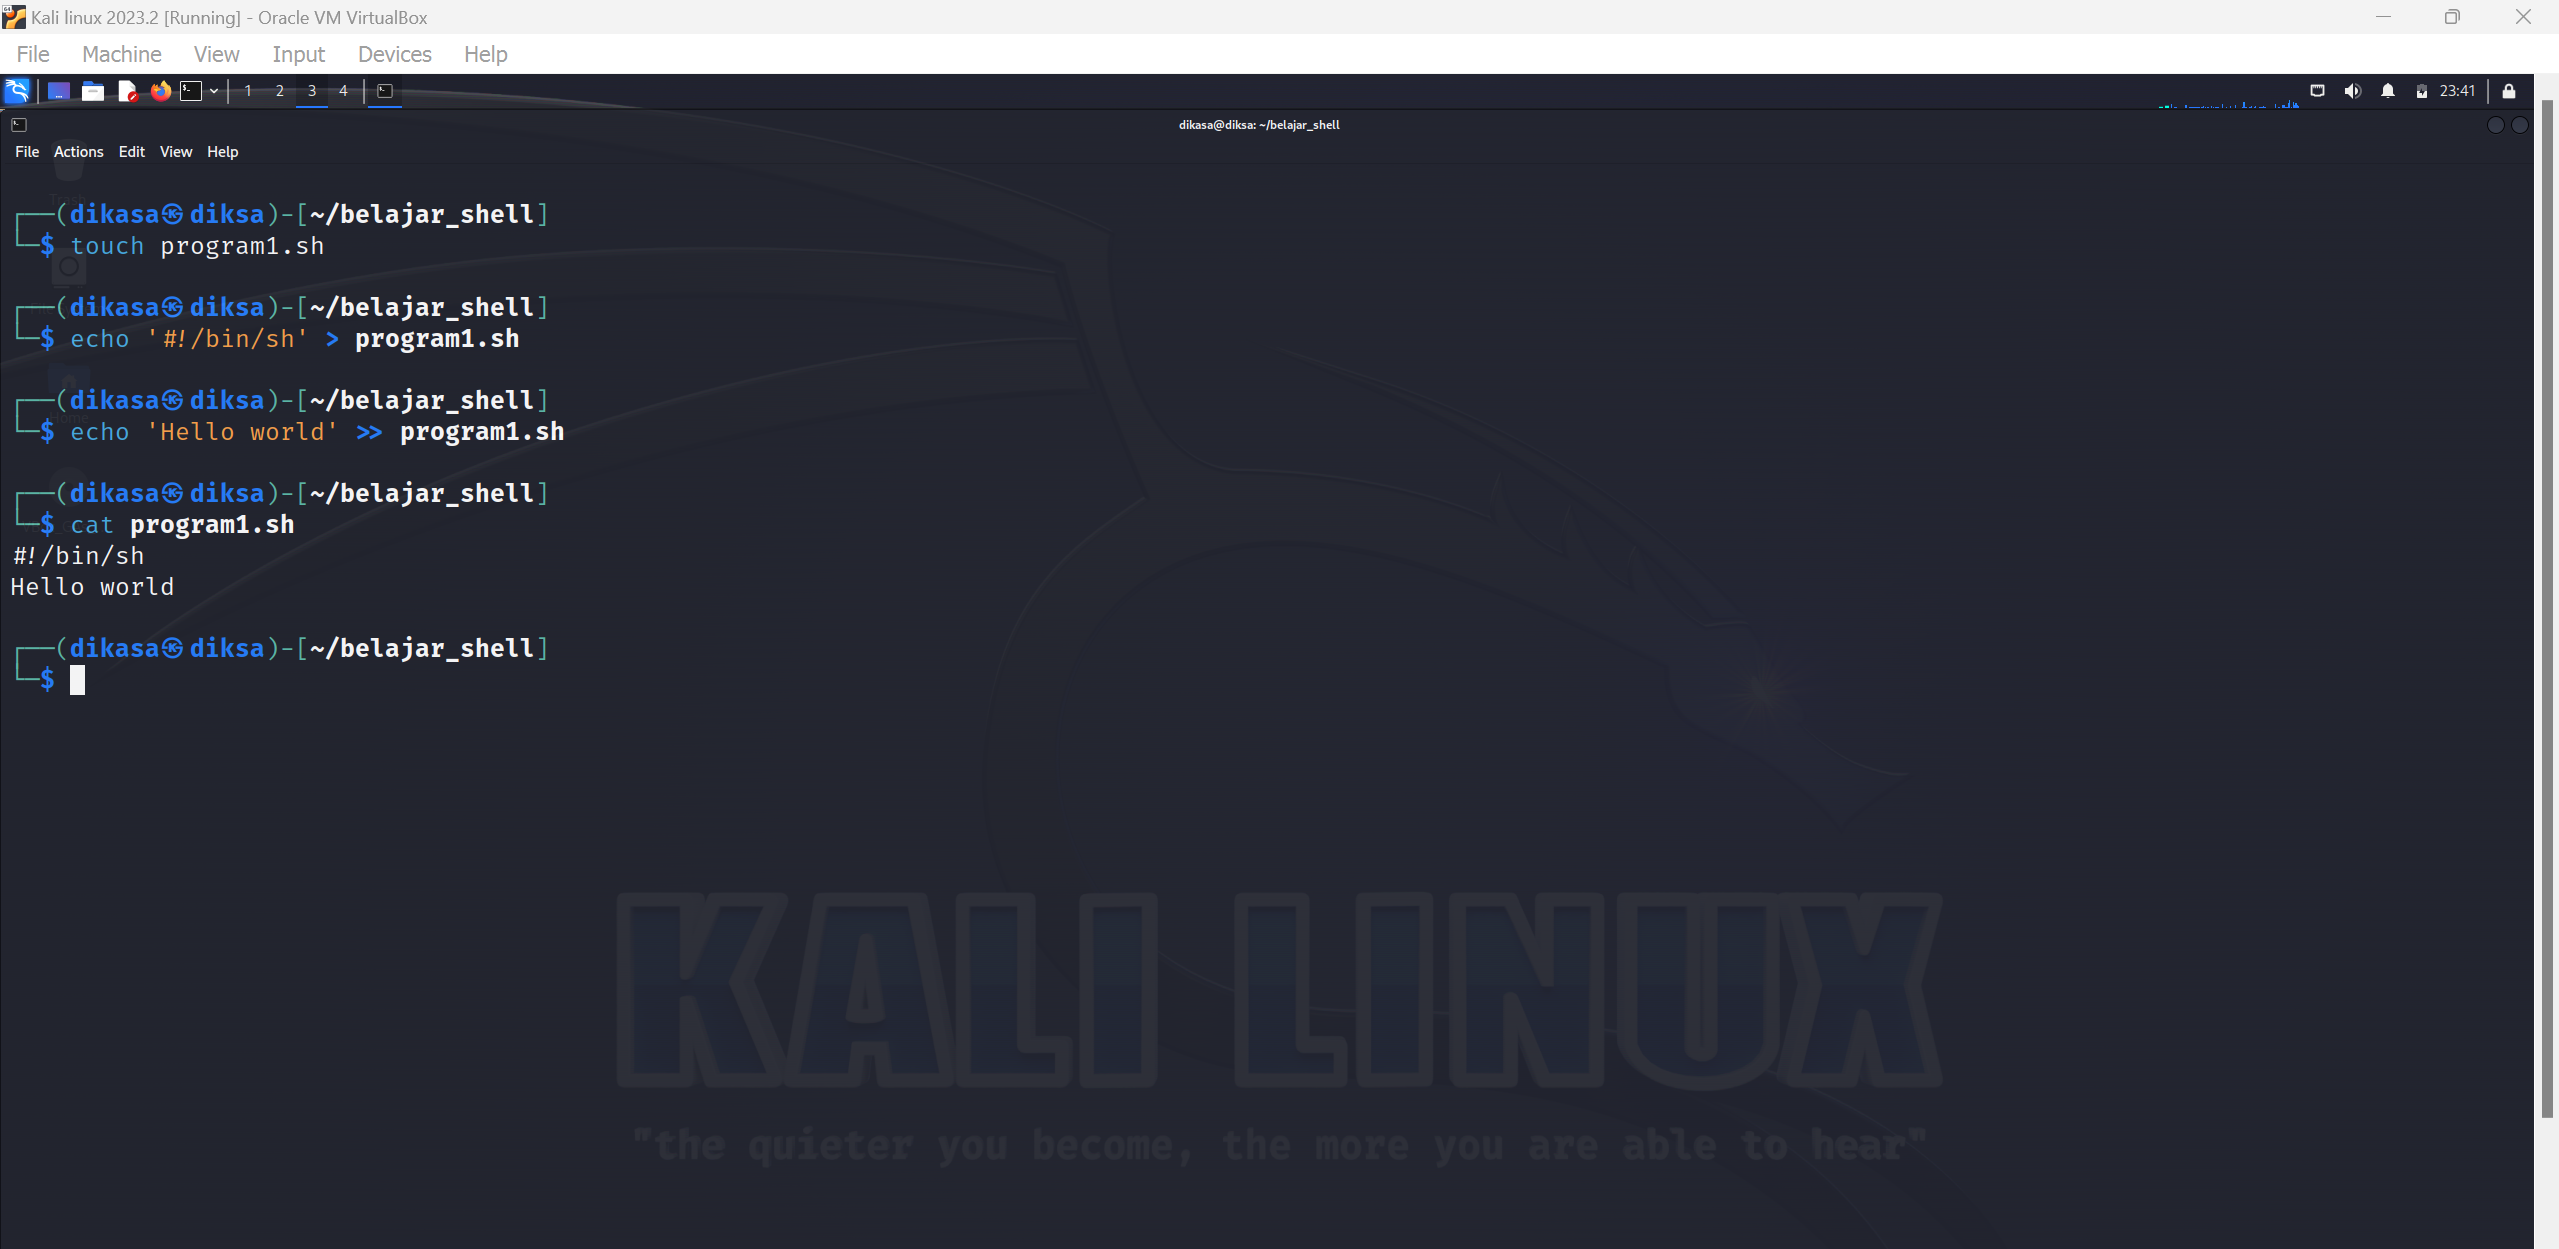 Kali linux 2023.2 [Running] - Oracle VM VirtualBox
File Machine View Input Devices Help
1 2 3 4 23:41
dikasa@diksa: ~/belajar_shell
File Actions Edit View Help
┌──(dikasa㉿diksa)-[~/belajar_shell]
└─$ touch program1.sh
┌──(dikasa㉿diksa)-[~/belajar_shell]
└─$ echo '#!/bin/sh' > program1.sh
┌──(dikasa㉿diksa)-[~/belajar_shell]
└─$ echo 'Hello world' >> program1.sh
┌──(dikasa㉿diksa)-[~/belajar_shell]
└─$ cat program1.sh
#!/bin/sh
Hello world
┌──(dikasa㉿diksa)-[~/belajar_shell]
└─$
KALI LINUX
"the quieter you become, the more you are able to hear"